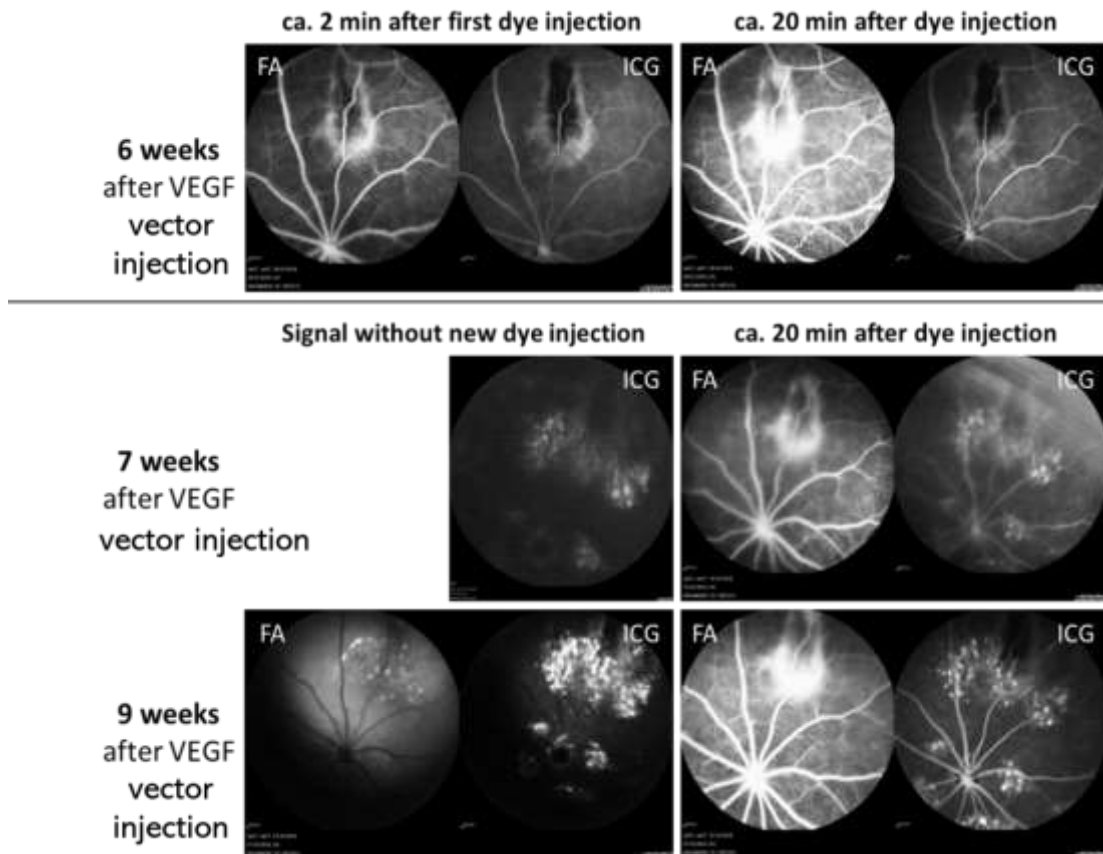 ca. 2 min after first dye injection
ca. 20 min after dye injection
FA
ICG
FA
ICG
6 weeks
after VEGF
vector
injection
Signal without new dye injection
ca. 20 min after dye injection
ICG
FA
ICG
7 weeks
after VEGF
vector injection
FA
ICG
FA
ICG
9 weeks
after VEGF
vector
injection